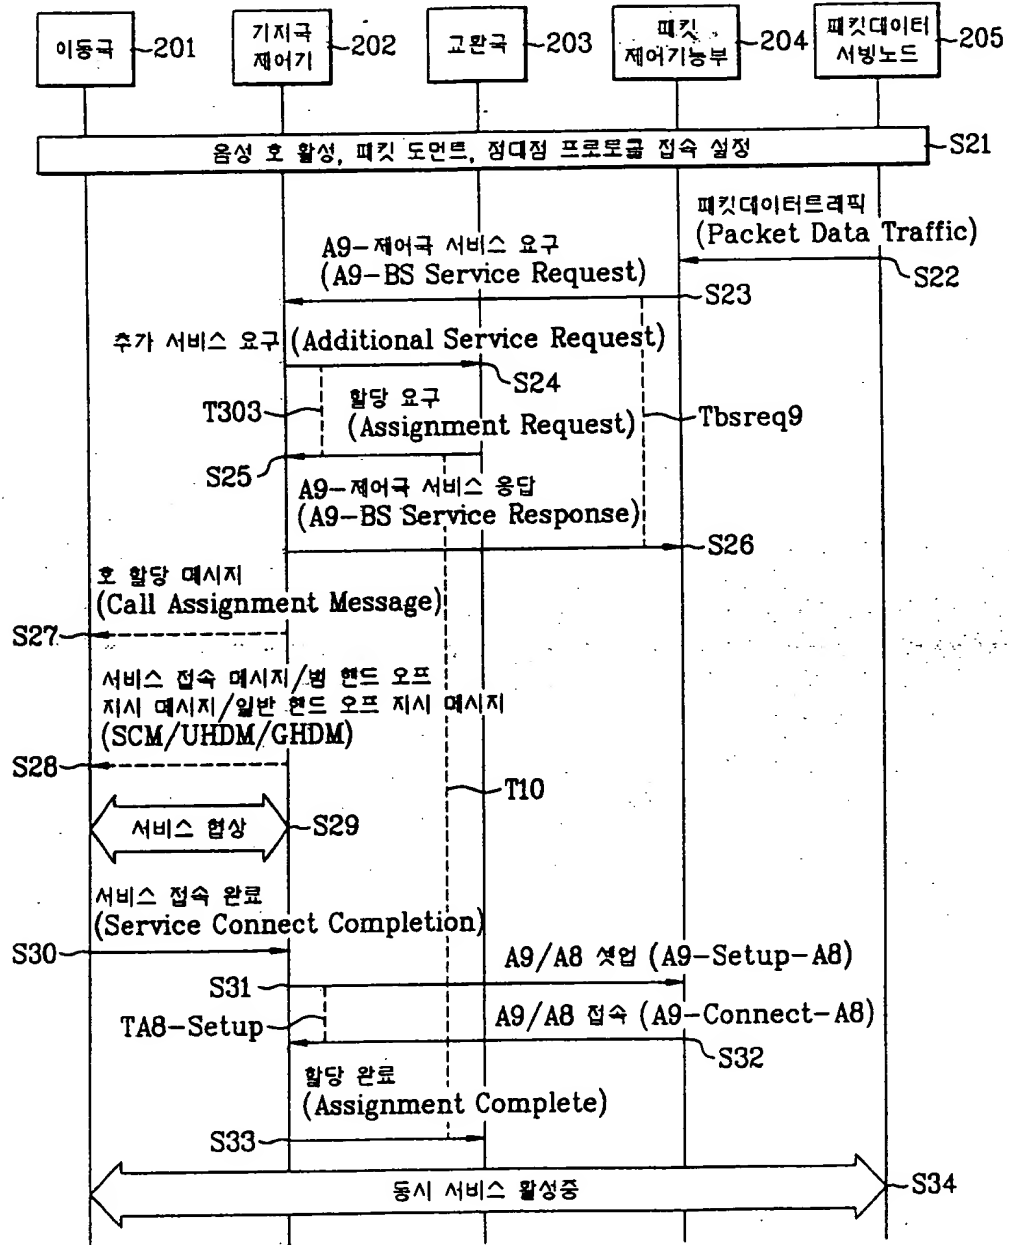 이동국
201
기지국
제어기
202
교환국
203
패킷
제어기능부
204
패킷데이터
서빙노드
205
음성 호 활성, 패킷 도먼트, 점대점 프로토콜 접속 설정
S21
패킷데이터트래픽
(Packet Data Traffic)
S22
A9-제어국 서비스 요구
(A9-BS Service Request)
S23
추가 서비스 요구 (Additional Service Request)
S24
T303
할당 요구
(Assignment Request)
Tbsreq9
S25
A9-제어국 서비스 응답
(A9-BS Service Response)
S26
호 할당 메시지
(Call Assignment Message)
S27
서비스 접속 메시지/범 핸드 오프
지시 메시지/일반 핸드 오프 지시 메시지
(SCM/UHDM/GHDM)
S28
T10
서비스 협상
S29
서비스 접속 완료
(Service Connect Completion)
S30
A9/A8 셋업 (A9-Setup-A8)
S31
TA8-Setup
A9/A8 접속 (A9-Connect-A8)
S32
할당 완료
(Assignment Complete)
S33
동시 서비스 활성중
S34